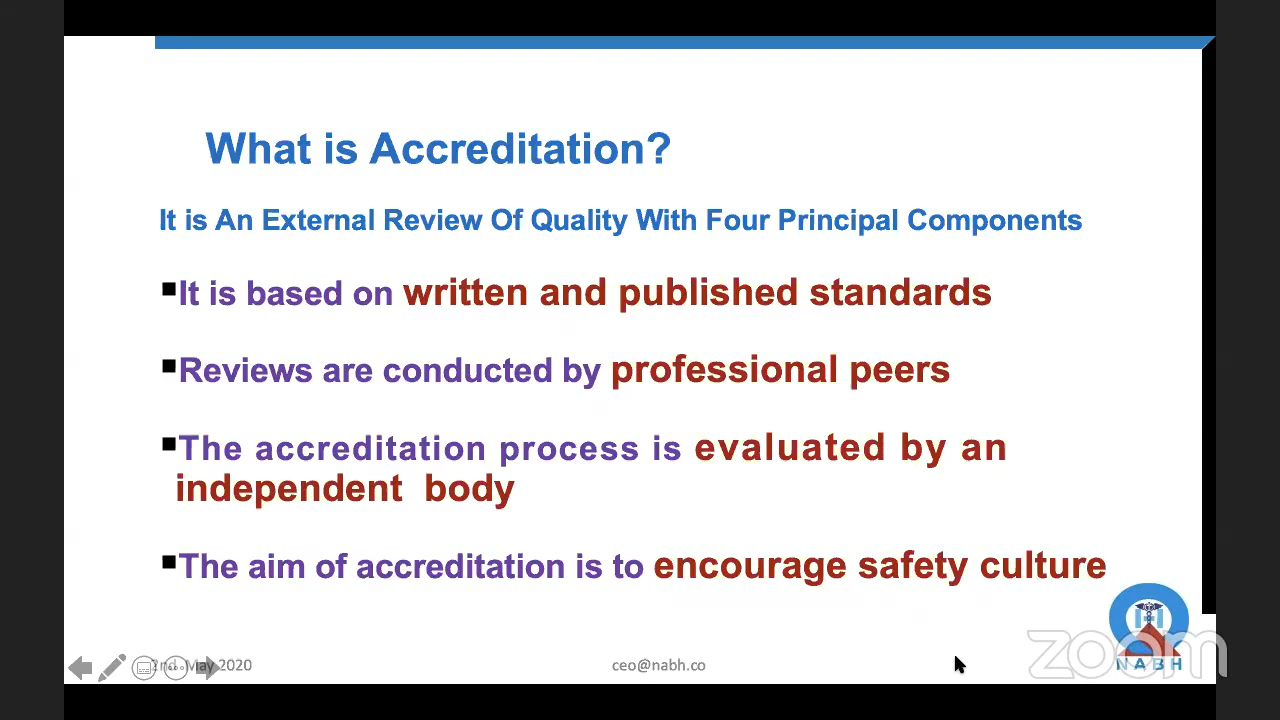 What is Accreditation?
It is An External Review Of Quality With Four Principal Components
▪It is based on written and published standards
▪Reviews are conducted by professional peers
▪The accreditation process is evaluated by an
independent body
▪The aim of accreditation is to encourage safety culture
2nd May 2020
ceo@nabh.co
NABH
zoom